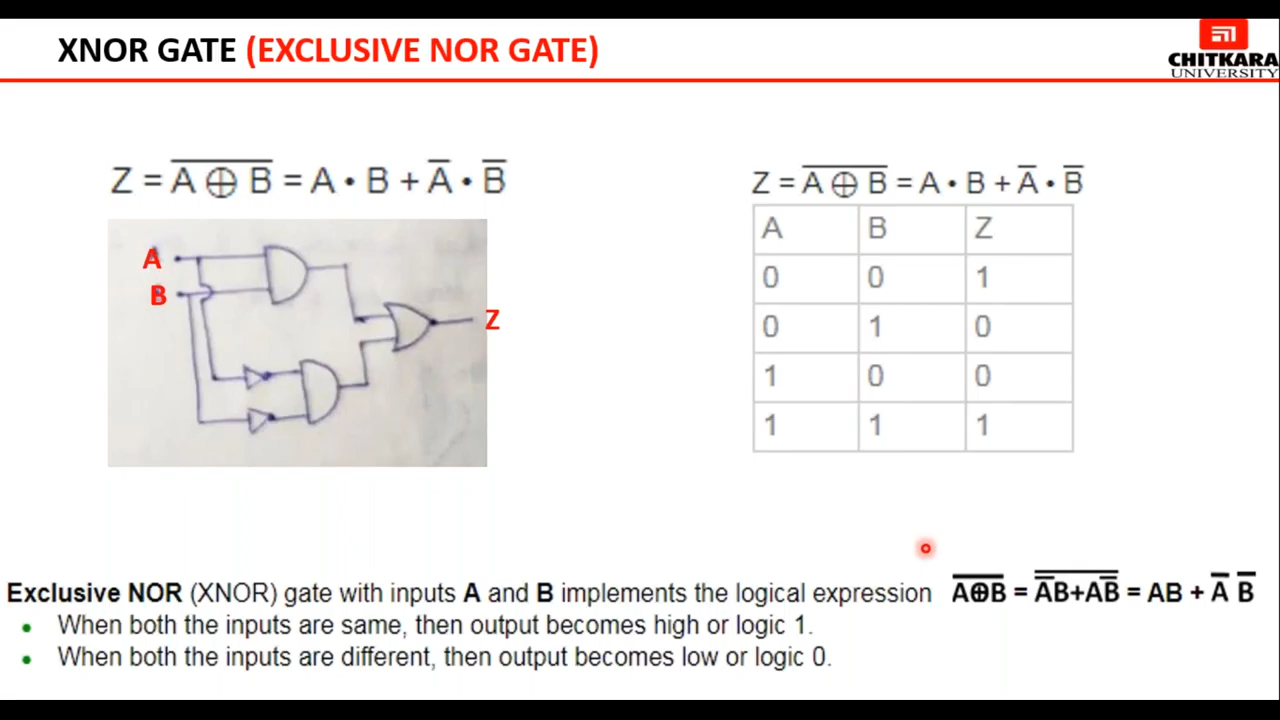 XNOR GATE (EXCLUSIVE NOR GATE)
CHITKARA
UNIVERSITY
Z = A̅ ̅⊕̅ ̅B̅ = A • B + A̅ • B̅
A
B
Z
Z = A̅ ̅⊕̅ ̅B̅ = A • B + A̅ • B̅
A B Z
0 0 1
0 1 0
1 0 0
1 1 1
Exclusive NOR (XNOR) gate with inputs A and B implements the logical expression A̅⊕̅B̅ = \overline{A̅B+AB̅} = AB + A̅ B̅
• When both the inputs are same, then output becomes high or logic 1.
• When both the inputs are different, then output becomes low or logic 0.